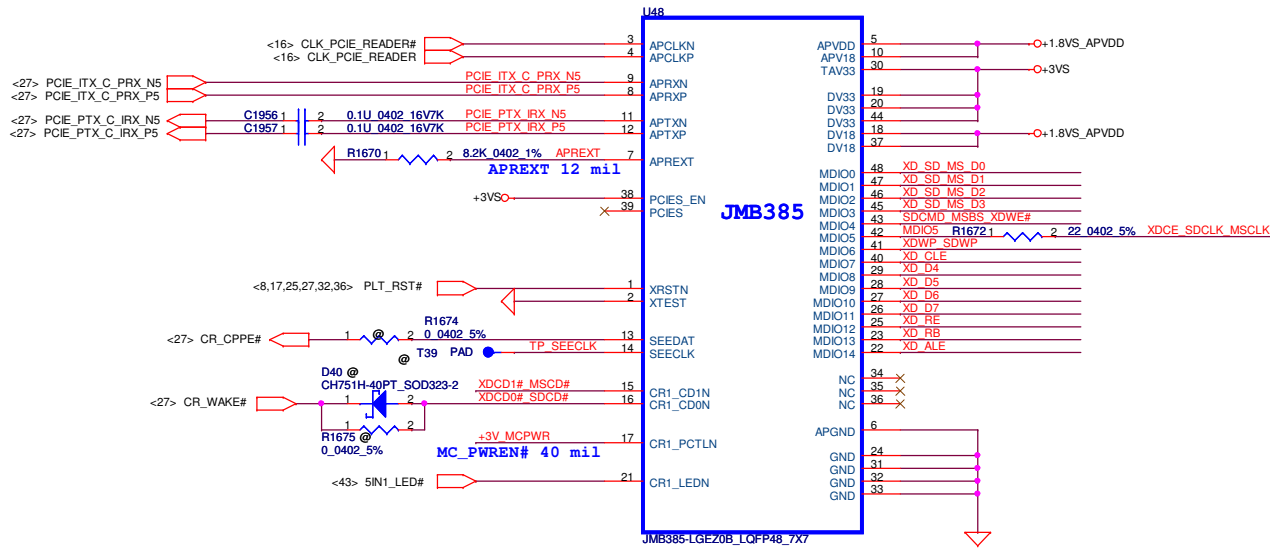 U48
<16> CLK_PCIE_READER# 3 APCLKN
<16> CLK_PCIE_READER 4 APCLKP
<27> PCIE_ITX_C_PRX_N5 PCIE_ITX_C_PRX_N5 9 APRXN
<27> PCIE_ITX_C_PRX_P5 PCIE_ITX_C_PRX_P5 8 APRXP
<27> PCIE_PTX_C_IRX_N5 C1956 1 2 0.1U_0402_16V7K PCIE_PTX_IRX_N5 11 APTXN
<27> PCIE_PTX_C_IRX_P5 C1957 1 2 0.1U_0402_16V7K PCIE_PTX_IRX_P5 12 APTXP
R1670 1 2 8.2K_0402_1% APREXT 7 APREXT
APREXT 12 mil
+3VS 38 PCIES_EN
39 PCIES
JMB385
<8,17,25,27,32,36> PLT_RST# 1 XRSTN
2 XTEST
R1674
<27> CR_CPPE# 1 @ 2 0_0402_5% 13 SEEDAT
@ T39 PAD TP_SEECLK 14 SEECLK
D40 @
CH751H-40PT_SOD323-2 XDCD1#_MSCD# 15 CR1_CD1N
<27> CR_WAKE# 1 2 XDCD0#_SDCD# 16 CR1_CD0N
1 2
R1675 @
0_0402_5%
+3V_MCPWR 17 CR1_PCTLN
MC_PWREN# 40 mil
<43> 5IN1_LED# 21 CR1_LEDN
APVDD 5 +1.8VS_APVDD
APV18 10
TAV33 30 +3VS
DV33 19
DV33 20
DV33 44
DV18 18 +1.8VS_APVDD
DV18 37
MDIO0 48 XD_SD_MS_D0
MDIO1 47 XD_SD_MS_D1
MDIO2 46 XD_SD_MS_D2
MDIO3 45 XD_SD_MS_D3
MDIO4 43 SDCMD_MSBS_XDWE#
MDIO5 42 MDIO5 R1672 1 2 22_0402_5% XDCE_SDCLK_MSCLK
MDIO6 41 XDWP_SDWP
MDIO7 40 XD_CLE
MDIO8 29 XD_D4
MDIO9 28 XD_D5
MDIO10 27 XD_D6
MDIO11 26 XD_D7
MDIO12 25 XD_RE
MDIO13 23 XD_RB
MDIO14 22 XD_ALE
NC 34
NC 35
NC 36
APGND 6
GND 24
GND 31
GND 32
GND 33
JMB385-LGEZ0B_LQFP48_7X7